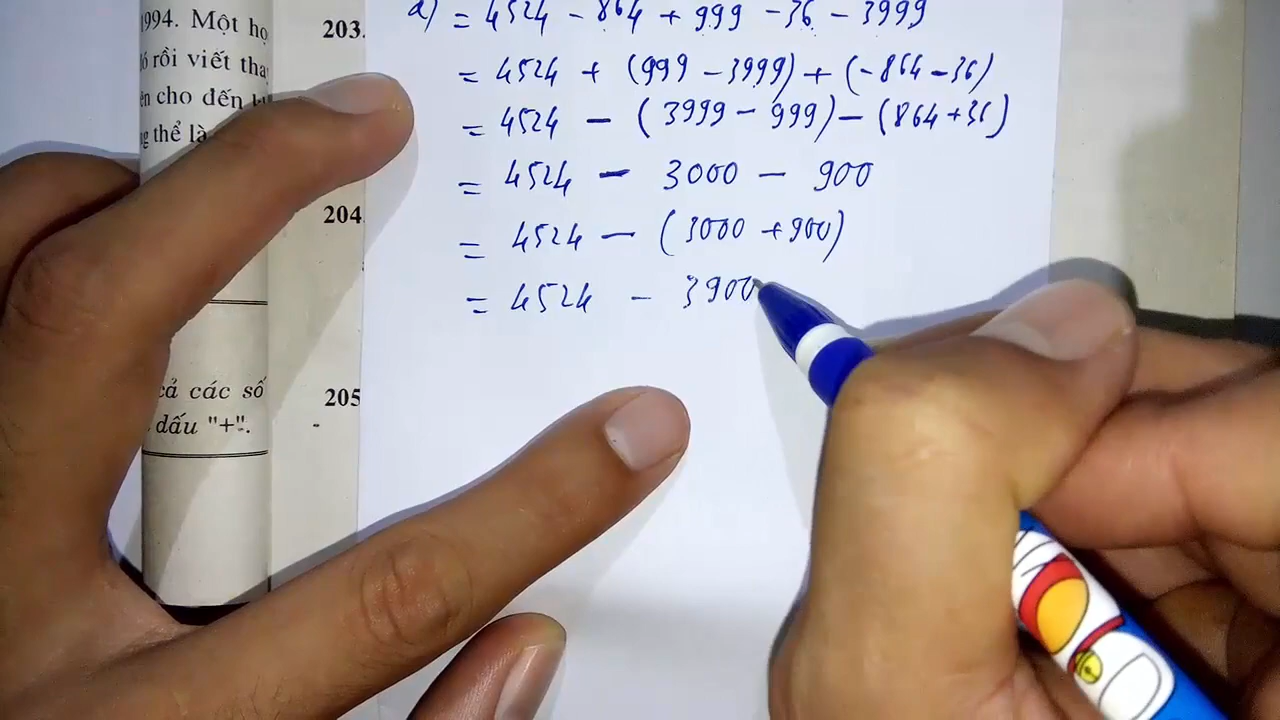 1994. Một họ
rồi viết tha
cho đến
thể là
cả các số
dấu "+".
203.
204
205
a) = 4524 - 864 + 999 - 36 - 3999
= 4524 + (999 - 3999) + (-864 - 36)
= 4524 - (3999 - 999) - (864 + 36)
= 4524 - 3000 - 900
= 4524 - (3000 + 900)
= 4524 - 3900